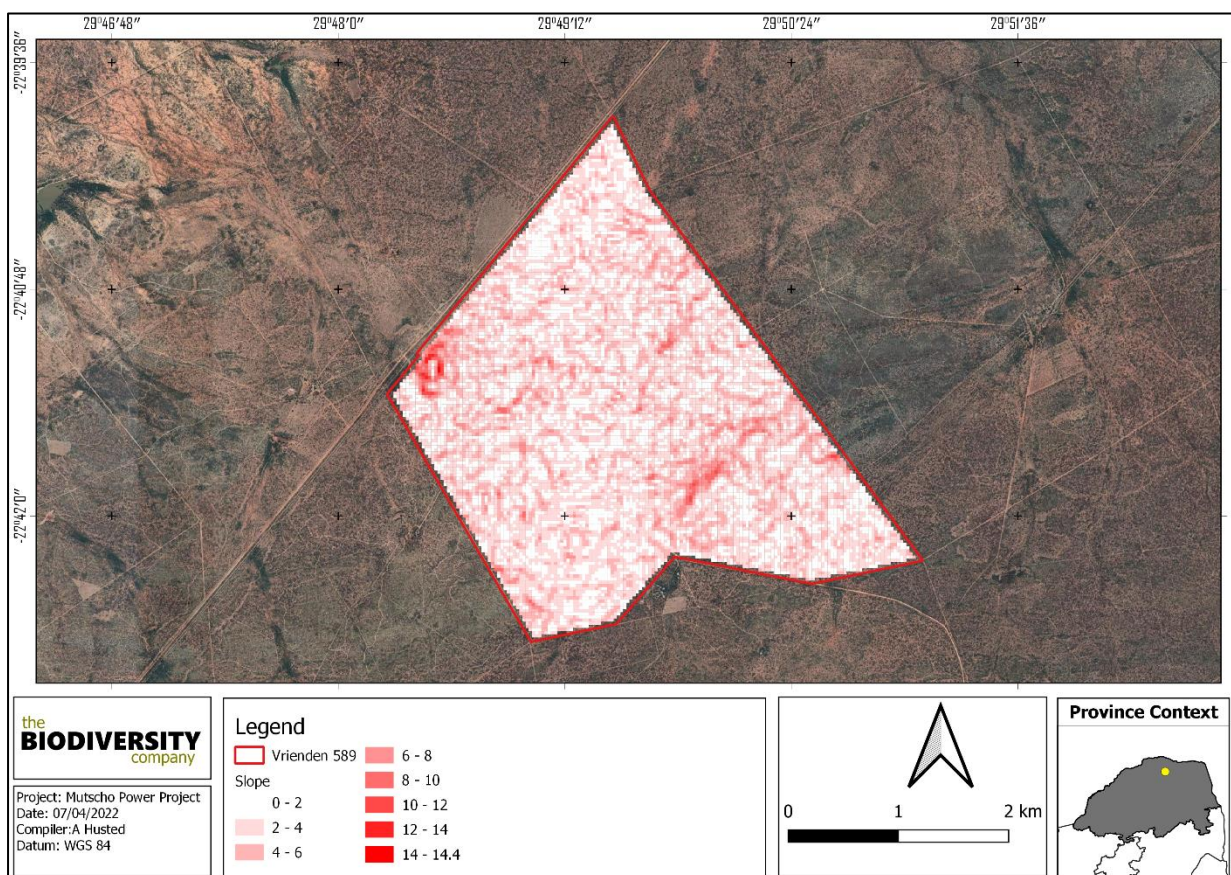 29°46'48" 29°48'0" 29°49'12" 29°50'24" 29°51'36"
-22°39'36"
-22°40'48"
-22°42'0"
the
BIODIVERSITY
company
Project: Mutscho Power Project
Date: 07/04/2022
Compiler:A Husted
Datum: WGS 84
Legend
Vrienden 589
Slope
0 - 2
2 - 4
4 - 6
6 - 8
8 - 10
10 - 12
12 - 14
14 - 14.4
0 1 2 km
Province Context